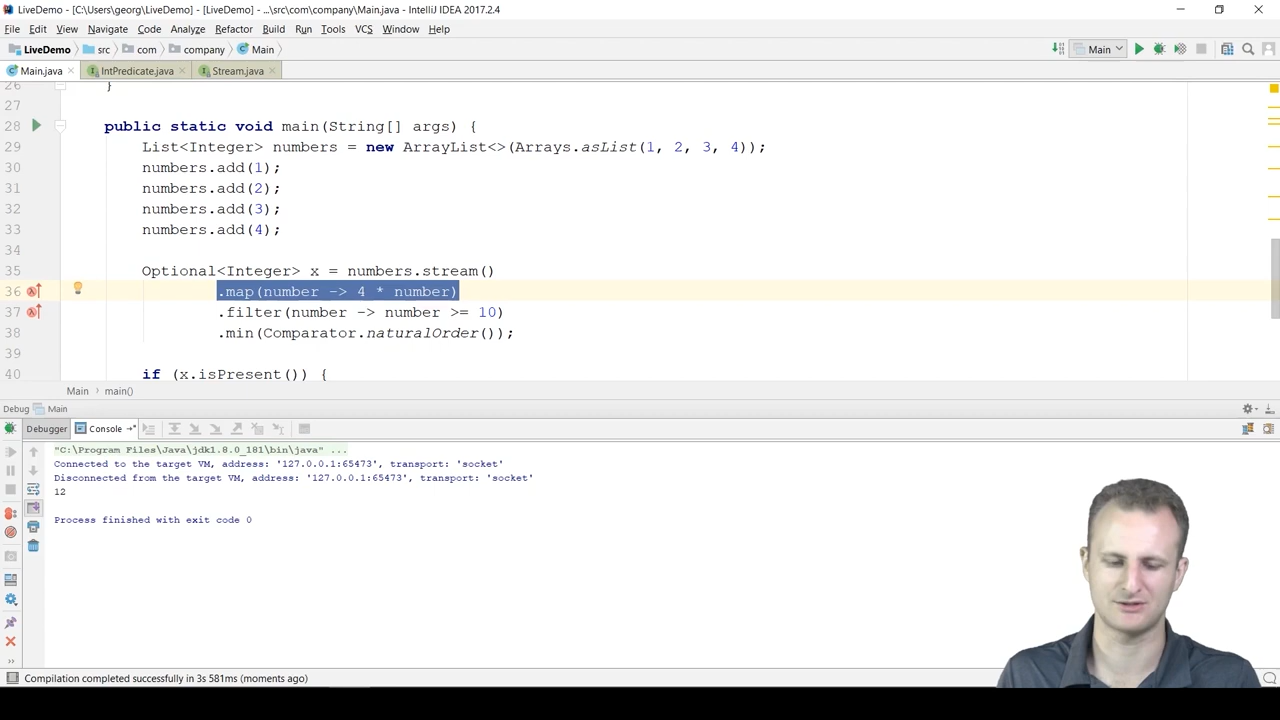 LiveDemo - [C:\Users\georg\LiveDemo] - [LiveDemo] - ...\src\com\company\Main.java - IntelliJ IDEA 2017.2.4
File Edit View Navigate Code Analyze Refactor Build Run Tools VCS Window Help
LiveDemo src com company Main Main
Main.java IntPredicate.java Stream.java
26 }
27
28 public static void main(String[] args) {
29 List<Integer> numbers = new ArrayList<>(Arrays.asList(1, 2, 3, 4));
30 numbers.add(1);
31 numbers.add(2);
32 numbers.add(3);
33 numbers.add(4);
34
35 Optional<Integer> x = numbers.stream()
36 .map(number -> 4 * number)
37 .filter(number -> number >= 10)
38 .min(Comparator.naturalOrder());
39
40 if (x.isPresent()) {
Main main()
Debug Main
Debugger Console
"C:\Program Files\Java\jdk1.8.0_181\bin\java" ...
Connected to the target VM, address: '127.0.0.1:65473', transport: 'socket'
Disconnected from the target VM, address: '127.0.0.1:65473', transport: 'socket'
12
Process finished with exit code 0
Compilation completed successfully in 3s 581ms (moments ago)